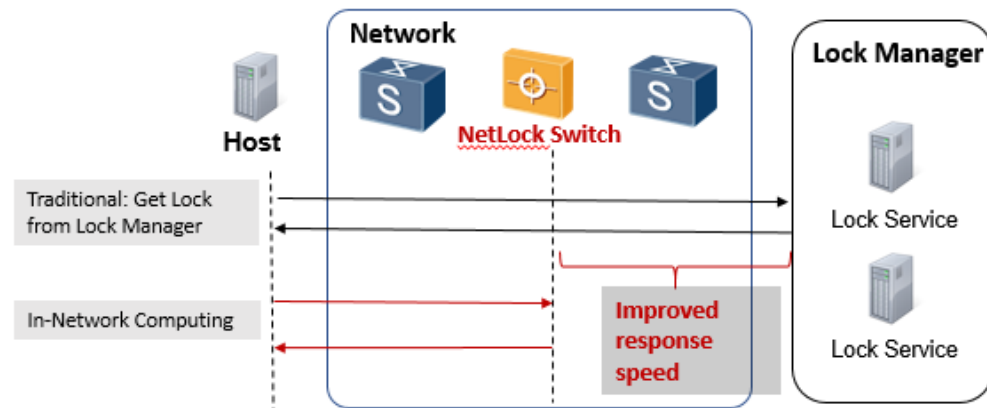 Network
Lock Manager
S
S
Host
NetLock Switch
Traditional: Get Lock
from Lock Manager
Lock Service
Improved
response
speed
In-Network Computing
Lock Service